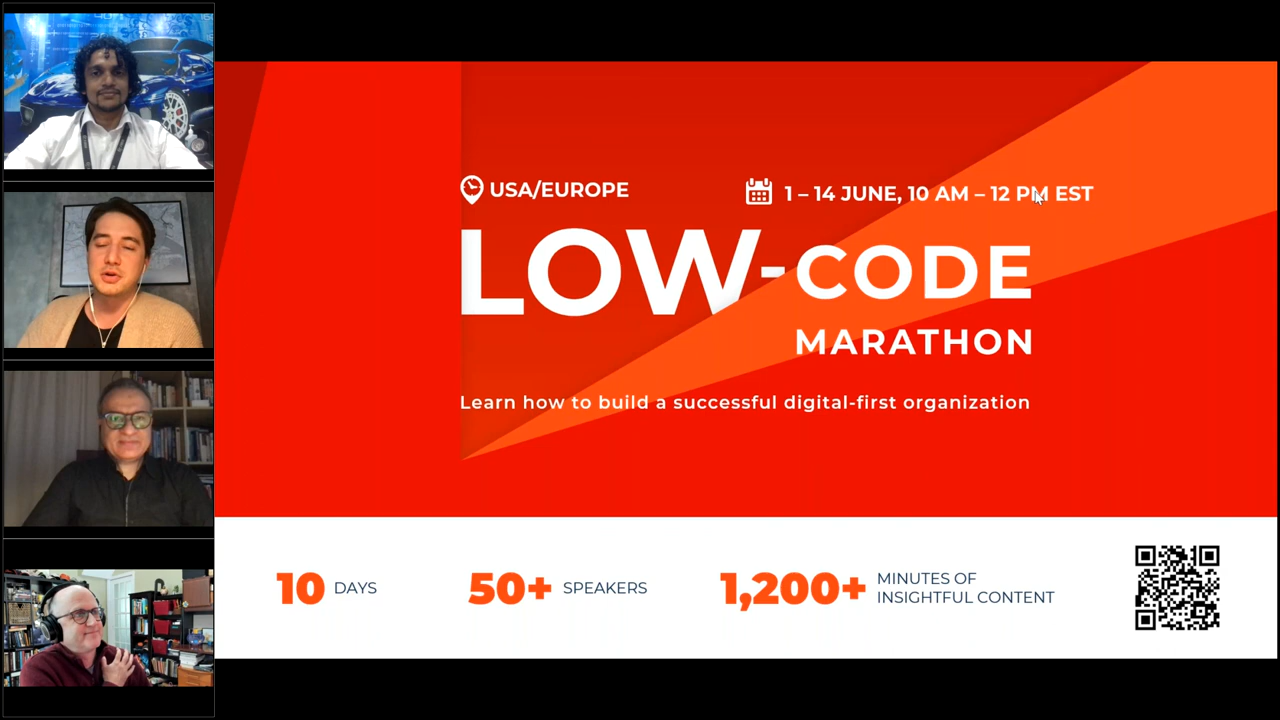 USA/EUROPE
1 – 14 JUNE, 10 AM – 12 PM EST
LOW-CODE
MARATHON
Learn how to build a successful digital-first organization
10 DAYS
50+ SPEAKERS
1,200+ MINUTES OF
INSIGHTFUL CONTENT